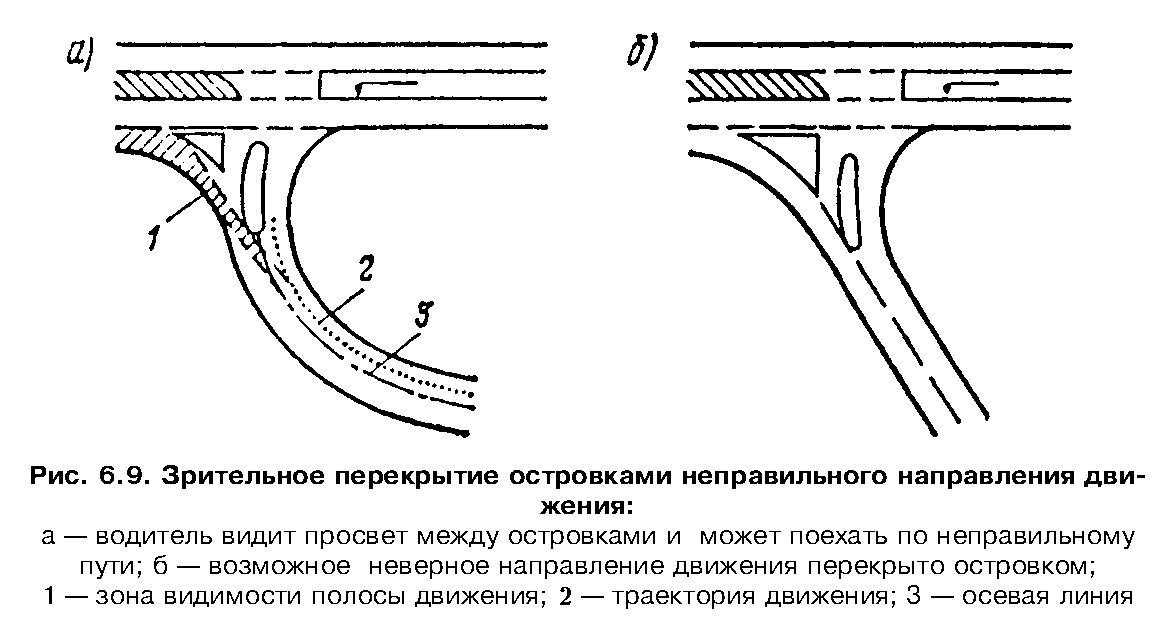 а)
б)
1
2
3
Рис. 6.9. Зрительное перекрытие островками неправильного направления дви-
жения:
а — водитель видит просвет между островками и может поехать по неправильному
пути; б — возможное неверное направление движения перекрыто островком;
1 — зона видимости полосы движения; 2 — траектория движения; 3 — осевая линия